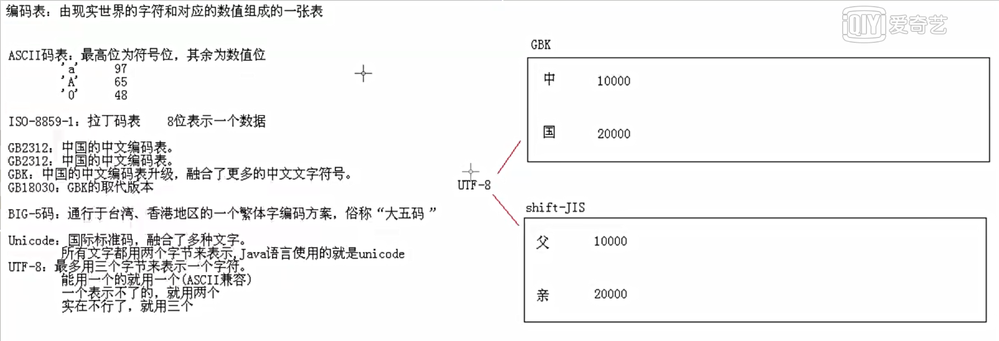 编码表：由现实世界的字符和对应的数值组成的一张表
ASCII码表：最高位为符号位，其余为数值位
'a' 97
'A' 65
'0' 48
ISO-8859-1：拉丁码表 8位表示一个数据
GB2312：中国的中文编码表。
GB2312：中国的中文编码表。
GBK：中国的中文编码表升级，融合了更多的中文文字符号。
GB18030：GBK的取代版本
BIG-5码：通行于台湾、香港地区的一个繁体字编码方案，俗称“大五码 ”
Unicode：国际标准码，融合了多种文字。
所有文字都用两个字节来表示,Java语言使用的就是unicode
UTF-8：最多用三个字节来表示一个字符。
能用一个的就用一个(ASCII兼容)
一个表示不了的，就用两个
实在不行了，就用三个
UTF-8
GBK
中 10000
国 20000
shift-JIS
父 10000
亲 20000
iQIYI 爱奇艺